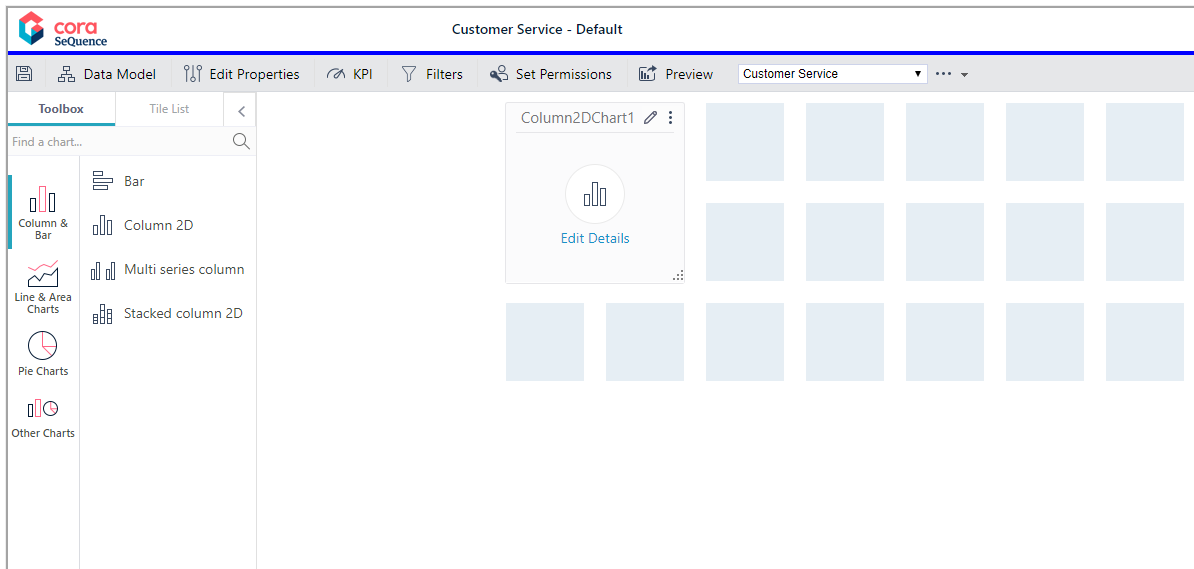 cora
SeQuence
Customer Service - Default
Data Model
Edit Properties
KPI
Filters
Set Permissions
Preview
Customer Service
Toolbox
Tile List
Find a chart...
Column &
Bar
Line & Area
Charts
Pie Charts
Other Charts
Bar
Column 2D
Multi series column
Stacked column 2D
Column2DChart1
Edit Details